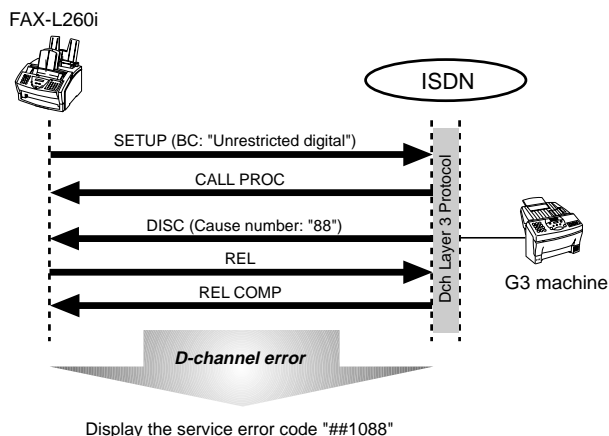 FAX-L260i
ISDN
SETUP (BC: "Unrestricted digital")
CALL PROC
DISC (Cause number: "88")
REL
REL COMP
Dch Layer 3 Protocol
G3 machine
D-channel error
Display the service error code "##1088"